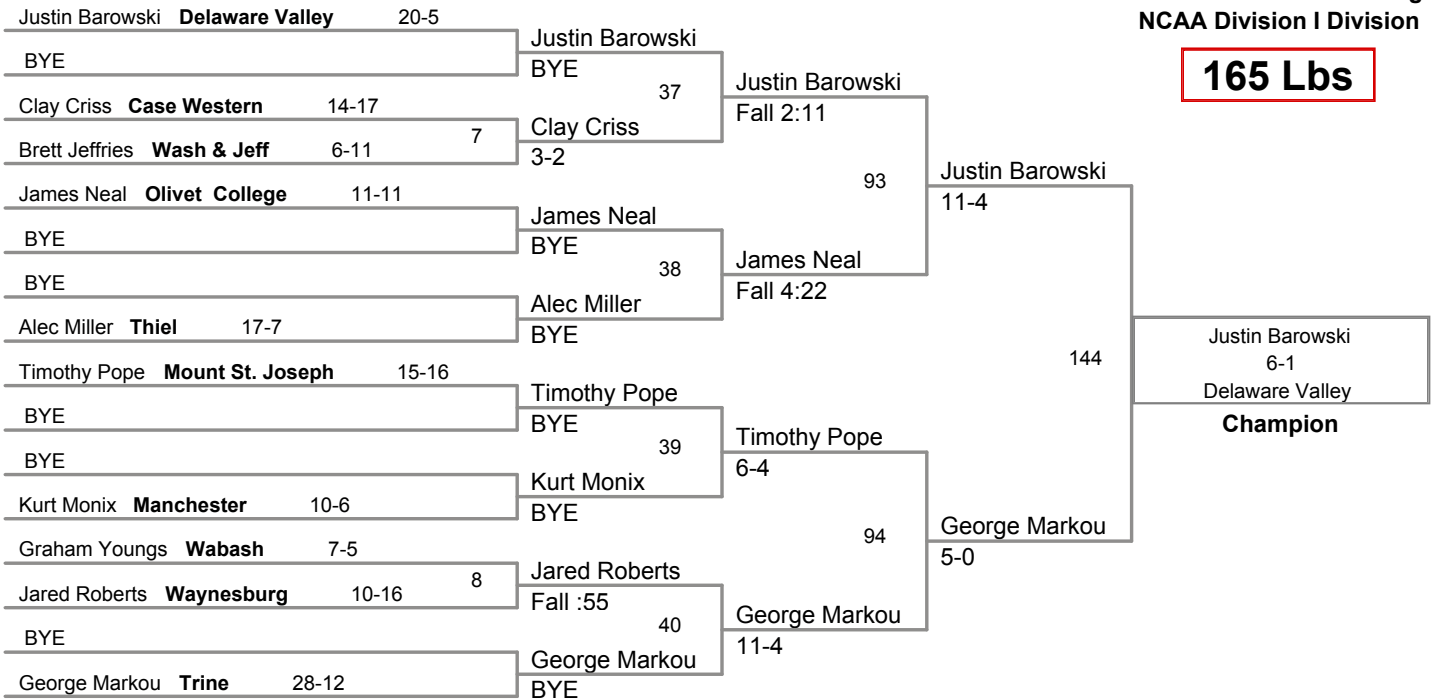 NCAA Division I Division
165 Lbs
Justin Barowski Delaware Valley 20-5
BYE
Clay Criss Case Western 14-17
7
Brett Jeffries Wash & Jeff 6-11
James Neal Olivet College 11-11
BYE
BYE
Alec Miller Thiel 17-7
Timothy Pope Mount St. Joseph 15-16
BYE
BYE
Kurt Monix Manchester 10-6
Graham Youngs Wabash 7-5
8
Jared Roberts Waynesburg 10-16
BYE
George Markou Trine 28-12
Justin Barowski
BYE
37
Clay Criss
3-2
James Neal
BYE
38
Alec Miller
BYE
Timothy Pope
BYE
39
Kurt Monix
BYE
Jared Roberts
Fall :55
40
George Markou
BYE
Justin Barowski
Fall 2:11
93
James Neal
Fall 4:22
Timothy Pope
6-4
94
George Markou
11-4
Justin Barowski
11-4
144
George Markou
5-0
Justin Barowski
6-1
Delaware Valley
Champion